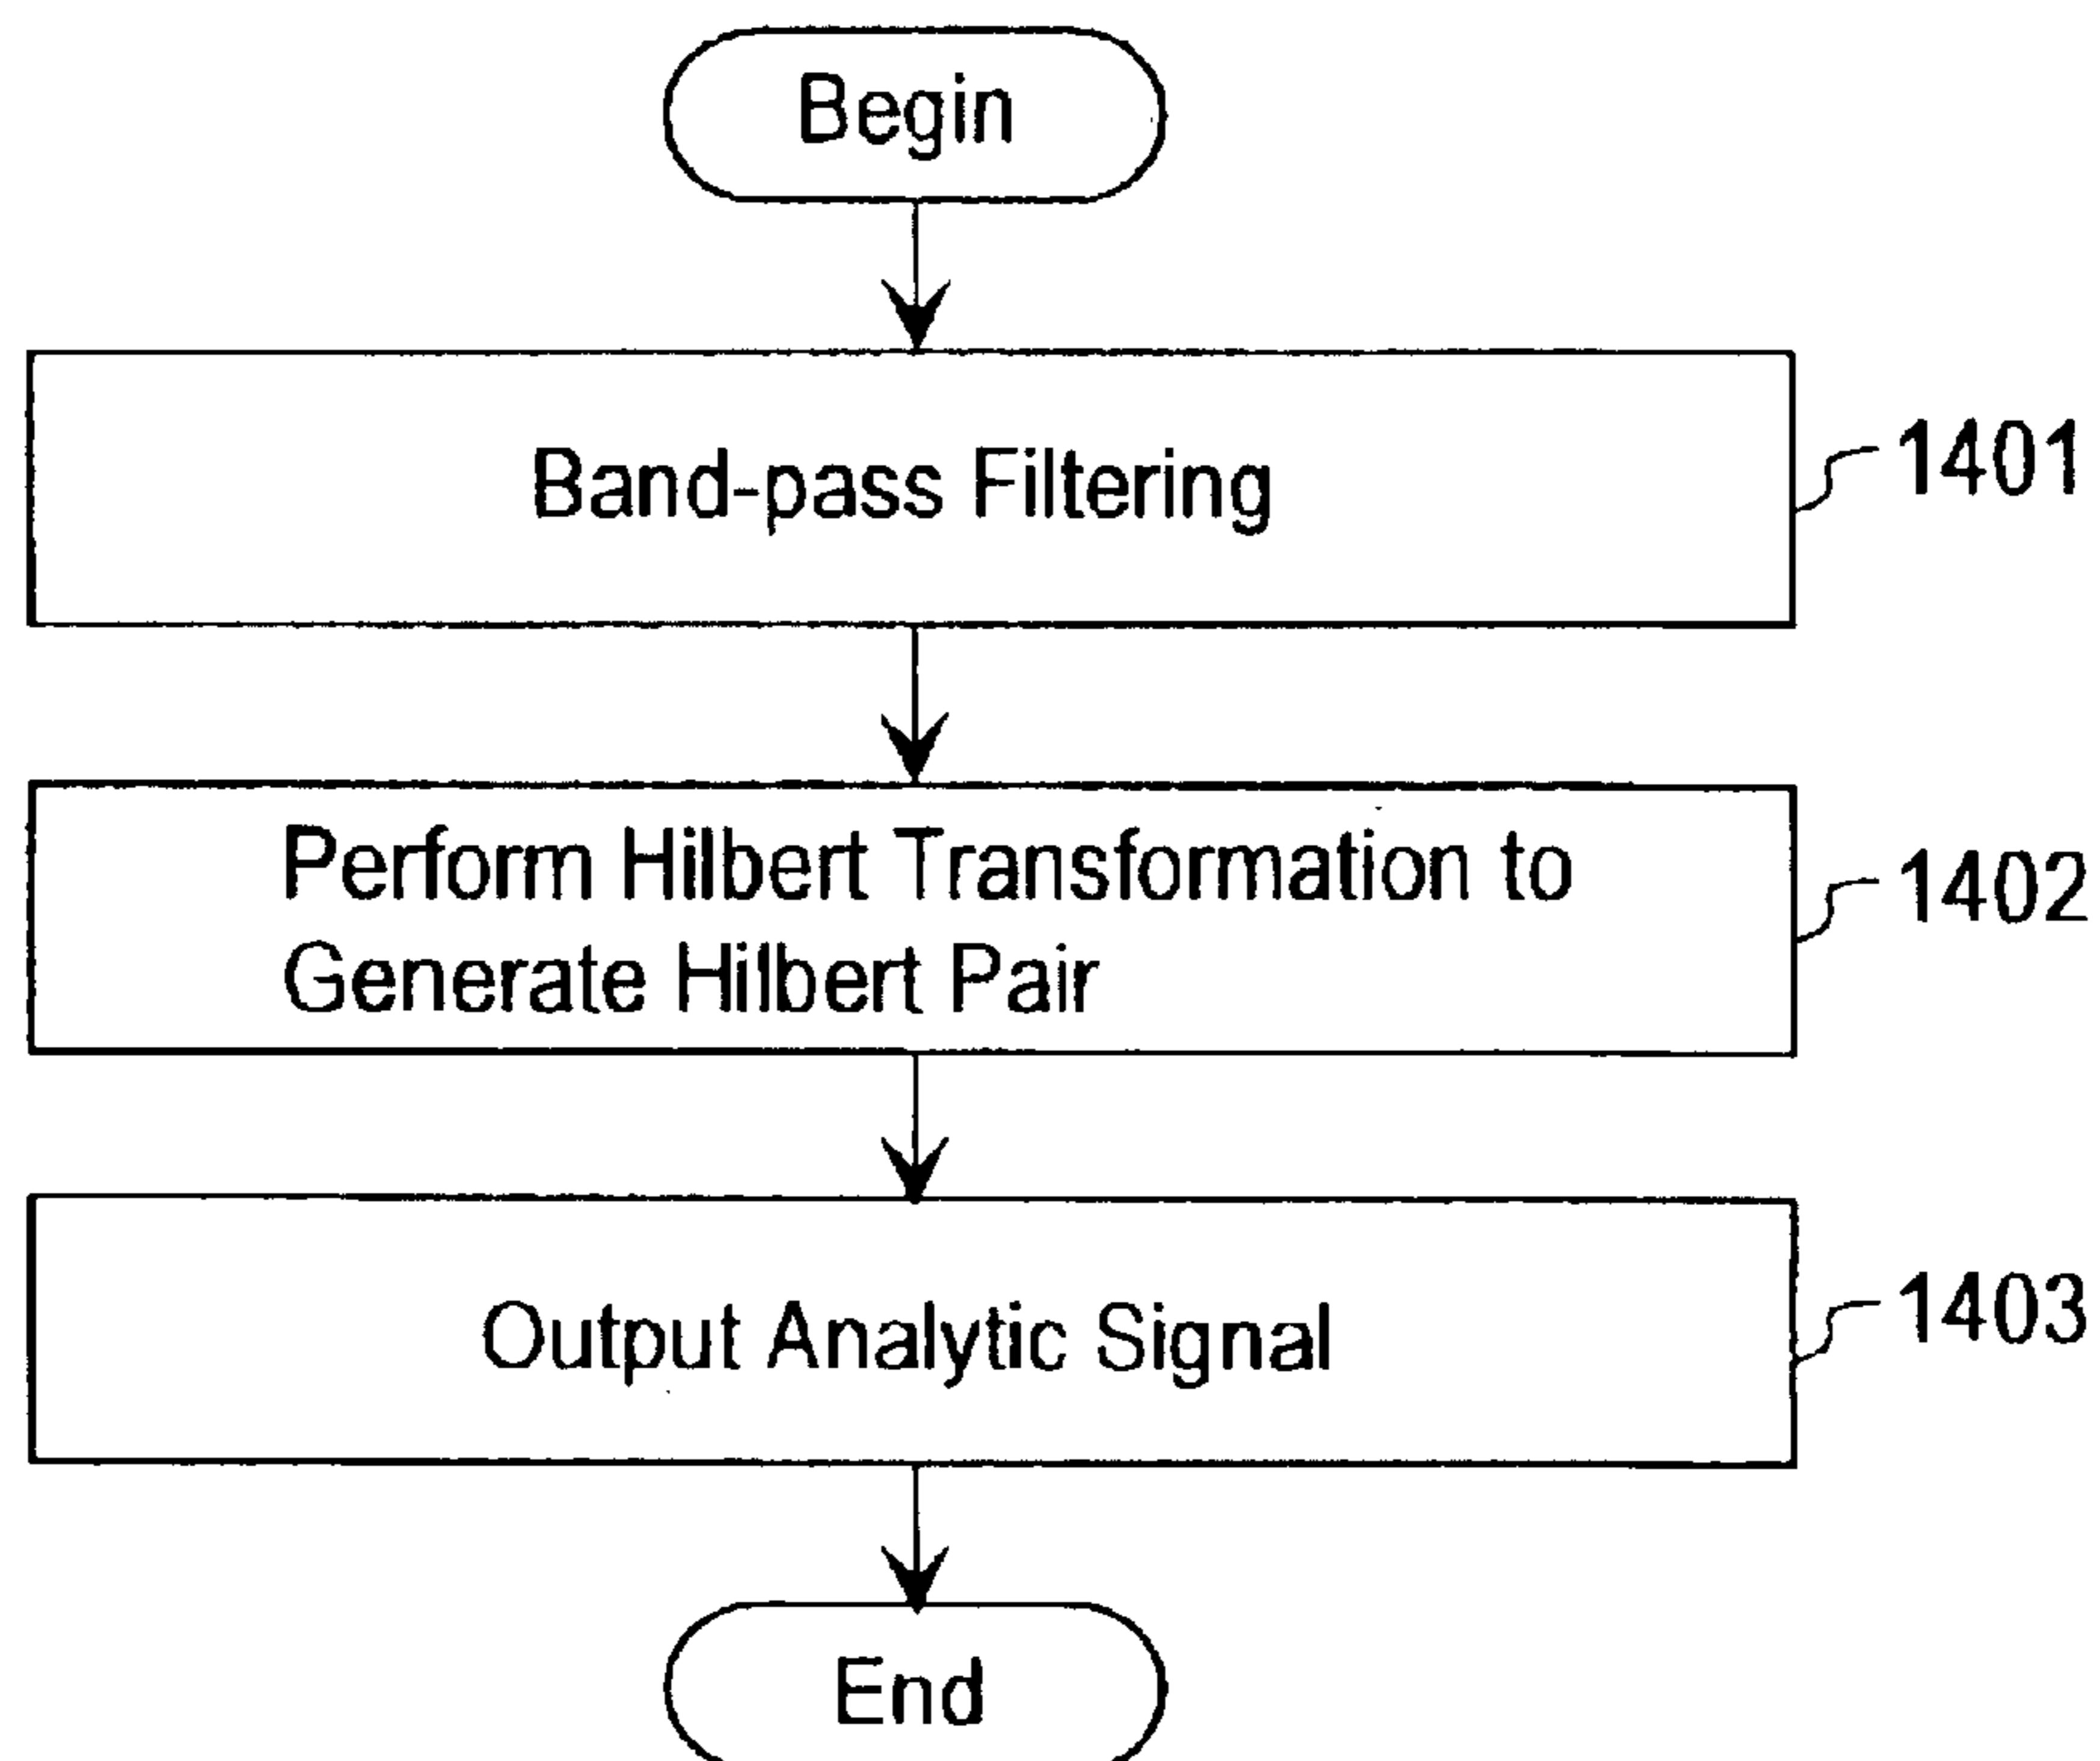 Begin
Band-pass Filtering
1401
Perform Hilbert Transformation to
Generate Hilbert Pair
1402
Output Analytic Signal
1403
End